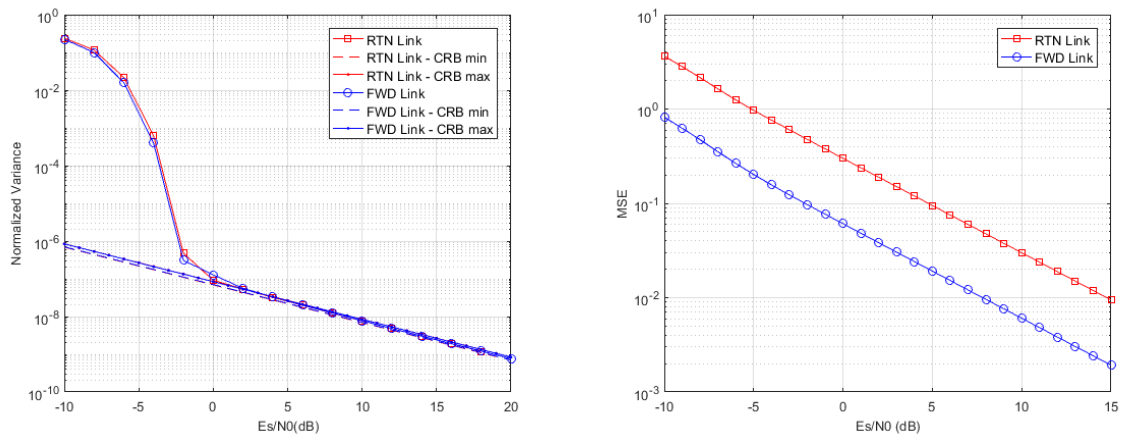 10^0
10^-2
10^-4
10^-6
10^-8
10^-10
Normalized Variance
-10 -5 0 5 10 15 20
Es/N0(dB)
RTN Link
RTN Link - CRB min
RTN Link - CRB max
FWD Link
FWD Link - CRB min
FWD Link - CRB max
10^1
10^0
10^-1
10^-2
10^-3
MSE
-10 -5 0 5 10 15
Es/N0 (dB)
RTN Link
FWD Link